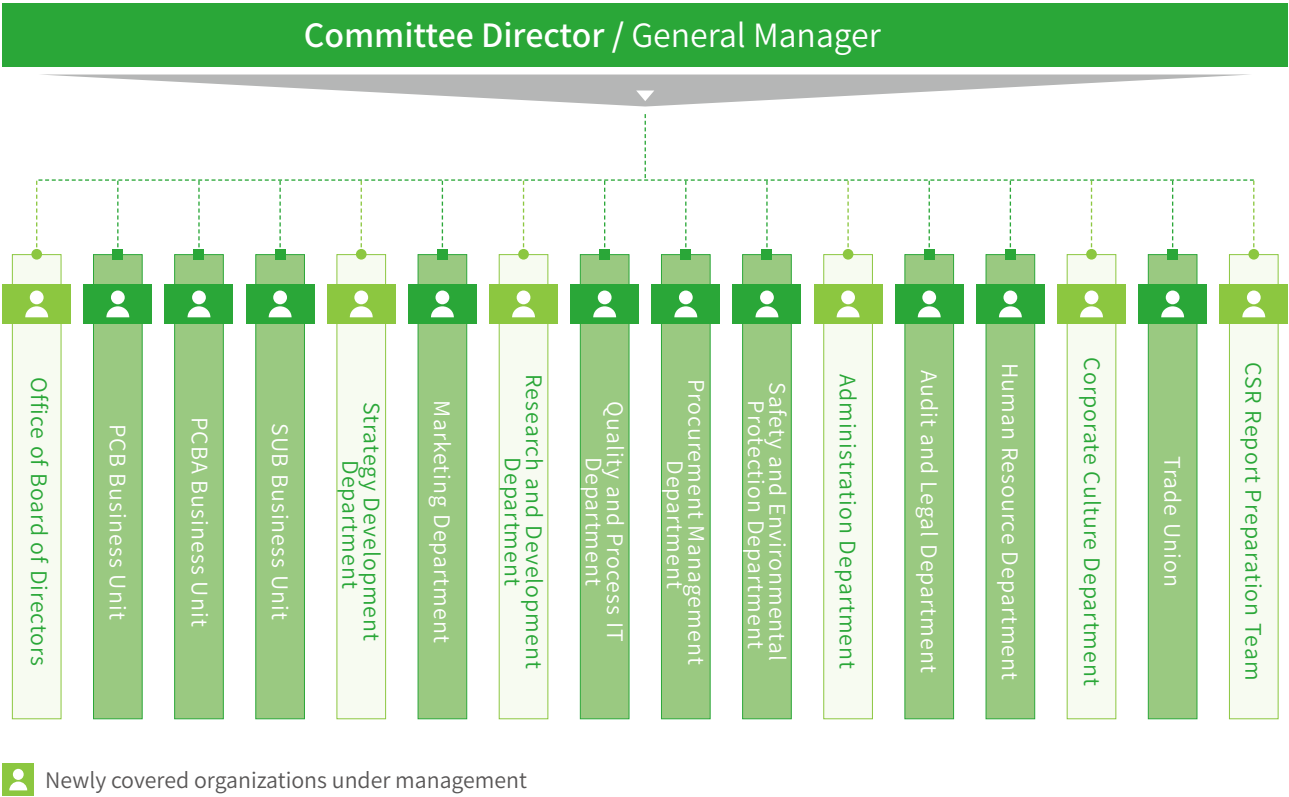 Committee Director / General Manager
Office of Board of Directors
PCB Business Unit
PCBA Business Unit
SUB Business Unit
Strategy Development
Department
Marketing Department
Research and Development
Department
Quality and Process IT
Department
Procurement Management
Department
Safety and Environmental
Protection Department
Administration Department
Audit and Legal Department
Human Resource Department
Corporate Culture Department
Trade Union
CSR Report Preparation Team
Newly covered organizations under management